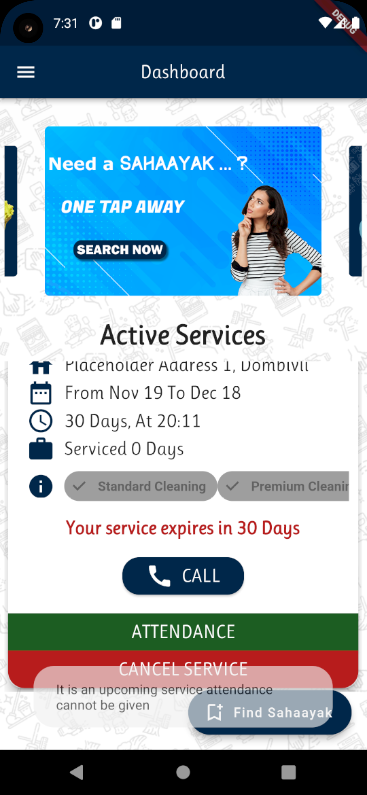 7:31
DEBUG
Dashboard
Need a SAHAAYAK ... ?
ONE TAP AWAY
SEARCH NOW
Active Services
Placeholder Address 1, Dombivli
From Nov 19 To Dec 18
30 Days, At 20:11
Serviced 0 Days
Standard Cleaning
Premium Cleanin
Your service expires in 30 Days
CALL
ATTENDANCE
CANCEL SERVICE
It is an upcoming service attendance
cannot be given
Find Sahaayak